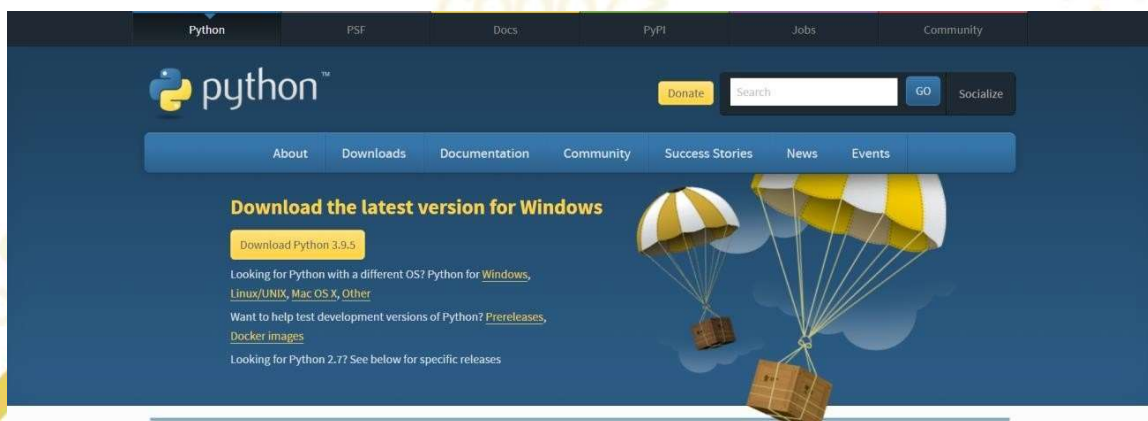 Python
PSF
Docs
PyPI
Jobs
Community
python™
Donate
Search
GO
Socialize
About
Downloads
Documentation
Community
Success Stories
News
Events
Download the latest version for Windows
Download Python 3.9.5
Looking for Python with a different OS? Python for Windows,
Linux/UNIX, Mac OS X, Other
Want to help test development versions of Python? Prereleases,
Docker images
Looking for Python 2.7? See below for specific releases